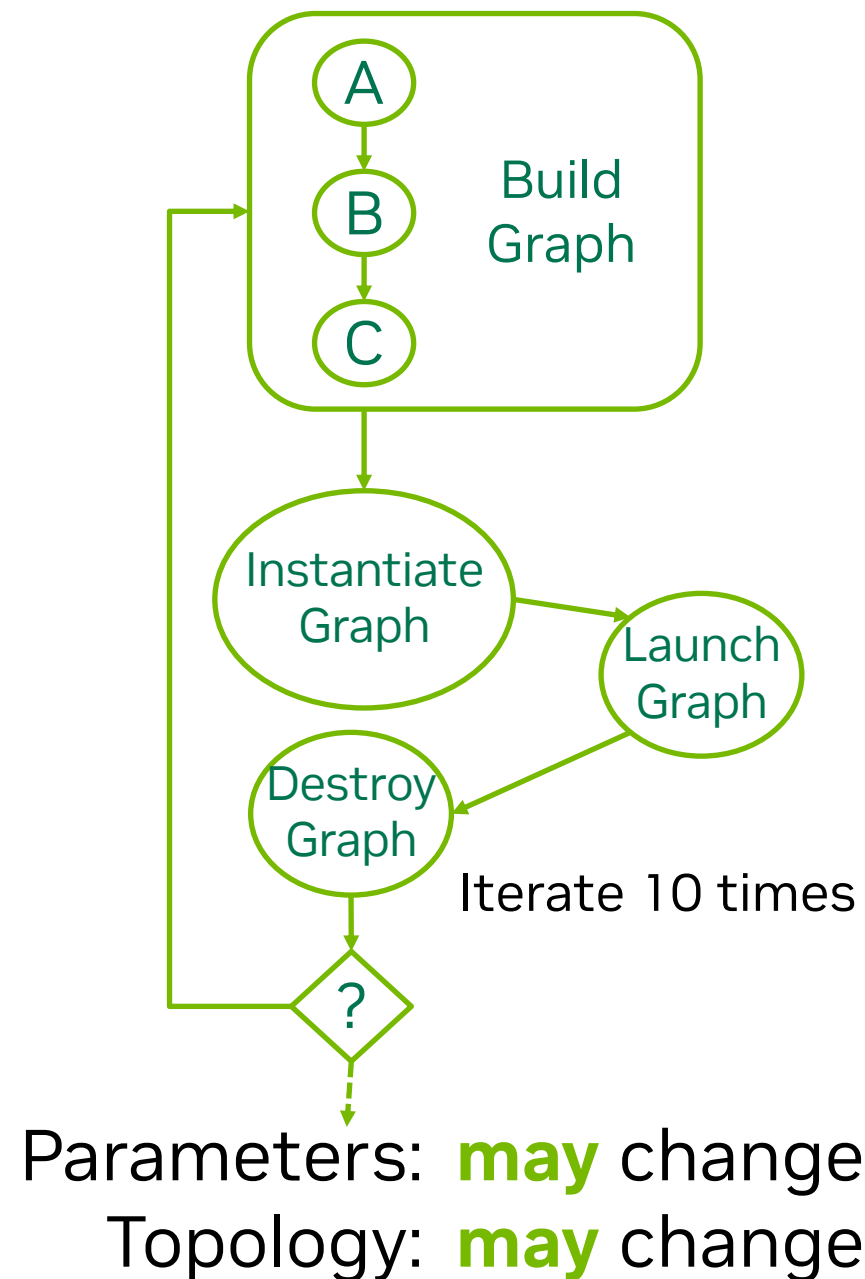 A
B
C
Build
Graph
Instantiate
Graph
Launch
Graph
Destroy
Graph
Iterate 10 times
?
Parameters: may change
Topology: may change